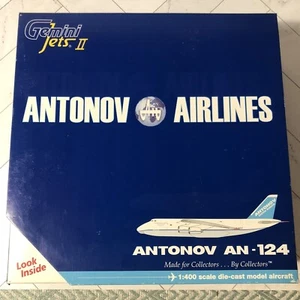 Gemini
Jets. II
ANTONOV AIRLINES
ANTONOV AN-124
Made for Collectors . . . By Collectors™
1:400 scale die-cast model aircraft
Look
Inside